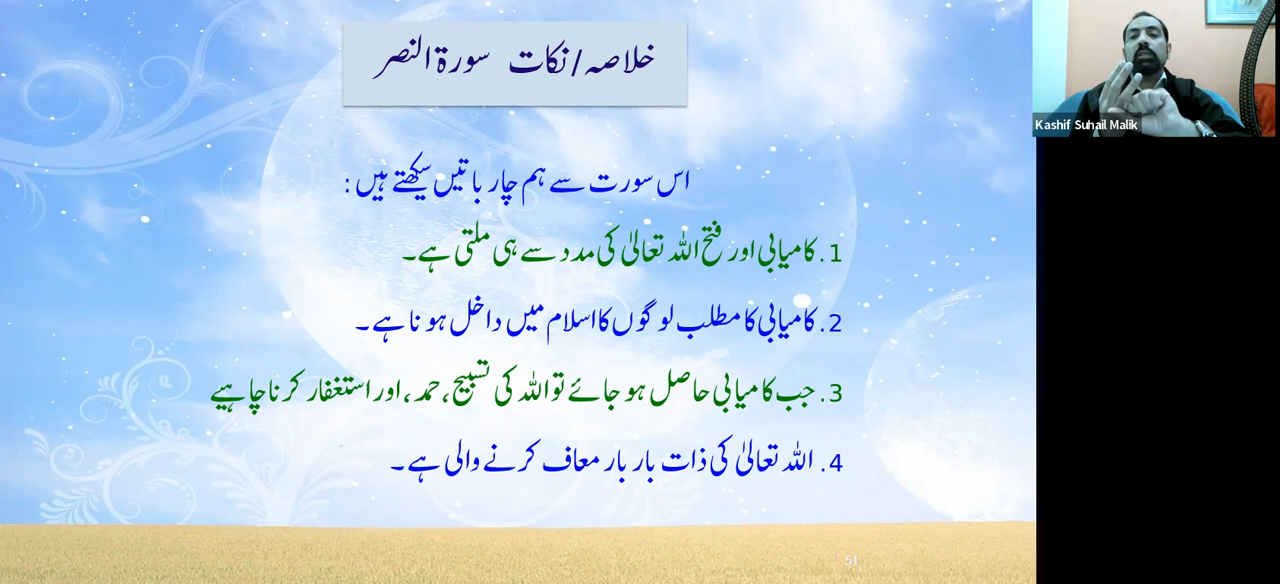 خلاصہ/نکات سورۃ النصر
Kashif Suhail Malik
اس سورت سے ہم چار باتیں سیکھتے ہیں:
1. کامیابی اور فتح اللہ تعالیٰ کی مدد سے ہی ملتی ہے۔
2. کامیابی کا مطلب لوگوں کا اسلام میں داخل ہونا ہے۔
3. جب کامیابی حاصل ہو جائے تو اللہ کی تسبیح، حمد، اور استغفار کرنا چاہیے
4. اللہ تعالیٰ کی ذات بار بار معاف کرنے والی ہے۔
51